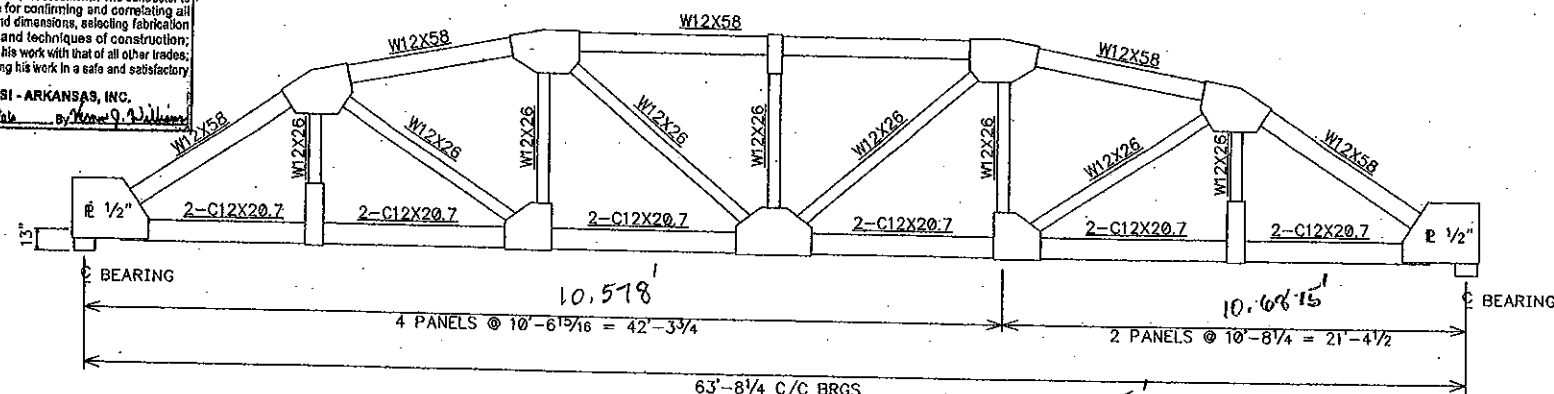 for confirming and correlating all
nd dimensions, selecting fabrication
and techniques of construction;
his work with that of all other trades;
ng his work in a safe and satisfactory
SI - ARKANSAS, INC.
By
W12X58
W12X58
W12X58
W12X58
W12X58
W12X26
W12X26
W12X26
W12X26
W12X26
W12X26
W12X26
W12X26
W12X26
℄ 1/2"
2-C12X20.7
2-C12X20.7
2-C12X20.7
2-C12X20.7
2-C12X20.7
2-C12X20.7
℄ 1/2"
13"
℄ BEARING
10.578'
10.6875'
℄ BEARING
4 PANELS @ 10'-6 15/16 = 42'-3 3/4
2 PANELS @ 10'-8 1/4 = 21'-4 1/2
63'-8 1/4 C/C BRGS